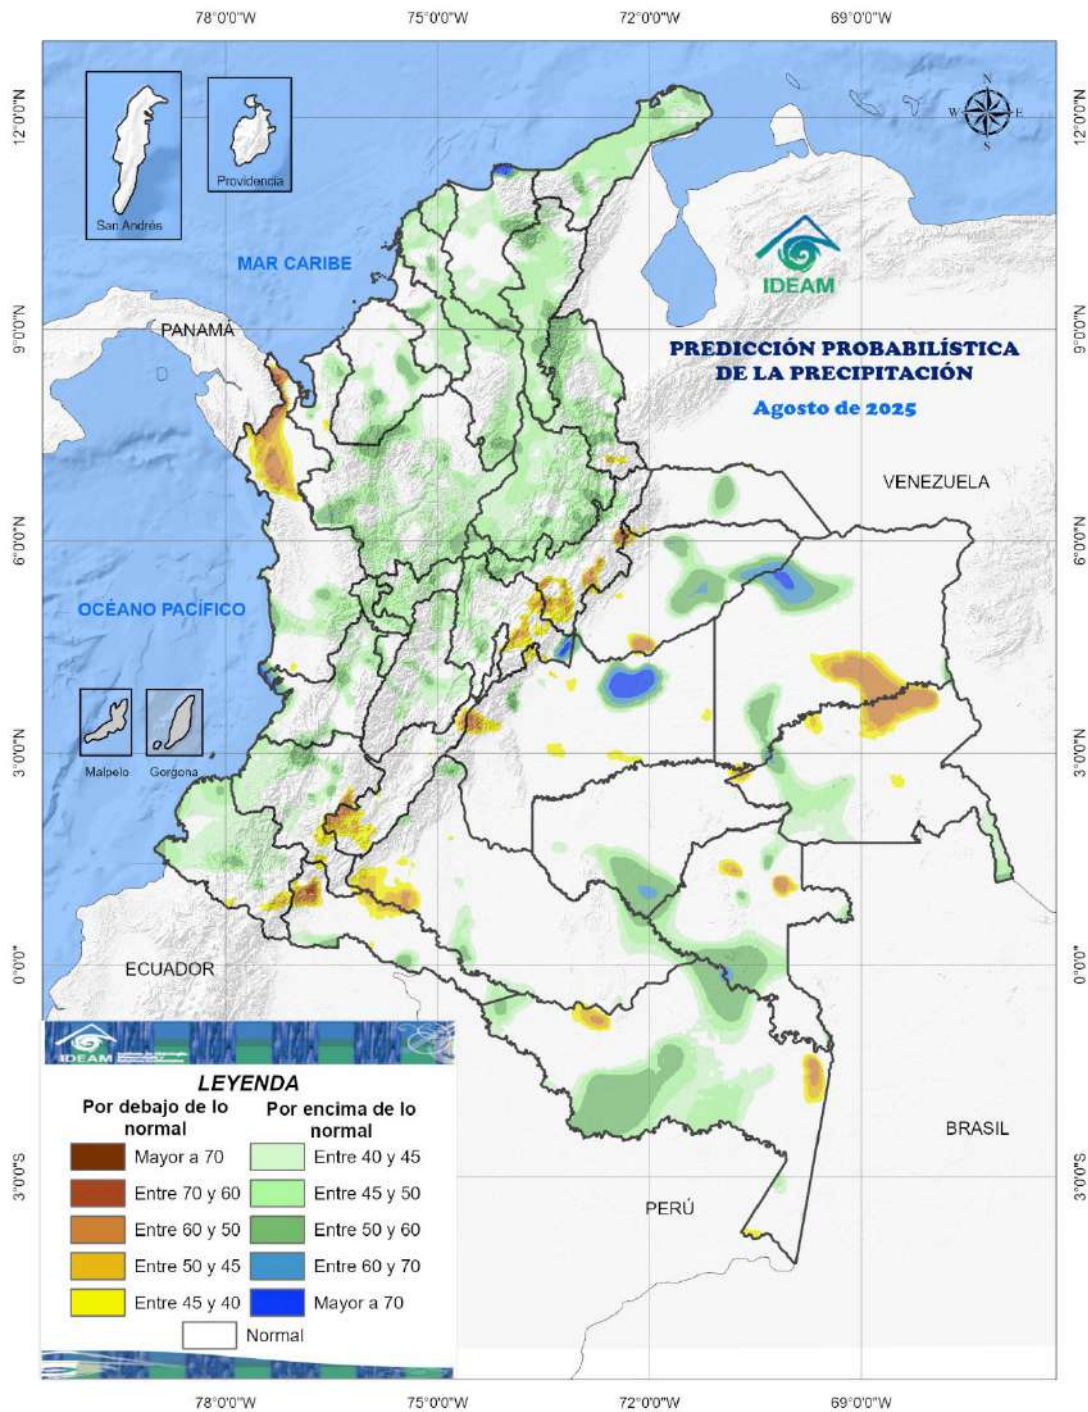 78°0'0"W
75°0'0"W
72°0'0"W
69°0'0"W
12°0'0"N
12°0'0"N
N
W
E
S
Providencia
San Andrés
MAR CARIBE
IDEAM
9°0'0"N
PANAMÁ
9°0'0"N
PREDICCIÓN PROBABILÍSTICA
DE LA PRECIPITACIÓN
Agosto de 2025
VENEZUELA
6°0'0"N
6°0'0"N
OCÉANO PACÍFICO
Malpelo
Gorgona
3°0'0"N
3°0'0"N
ECUADOR
0°0'0"
0°0'0"
IDEAM
LEYENDA
Por debajo de lo
normal
Por encima de lo
normal
Mayor a 70
Entre 40 y 45
Entre 70 y 60
Entre 45 y 50
Entre 60 y 50
Entre 50 y 60
Entre 50 y 45
Entre 60 y 70
Entre 45 y 40
Mayor a 70
Normal
BRASIL
3°0'0"S
PERÚ
3°0'0"S
78°0'0"W
75°0'0"W
72°0'0"W
69°0'0"W